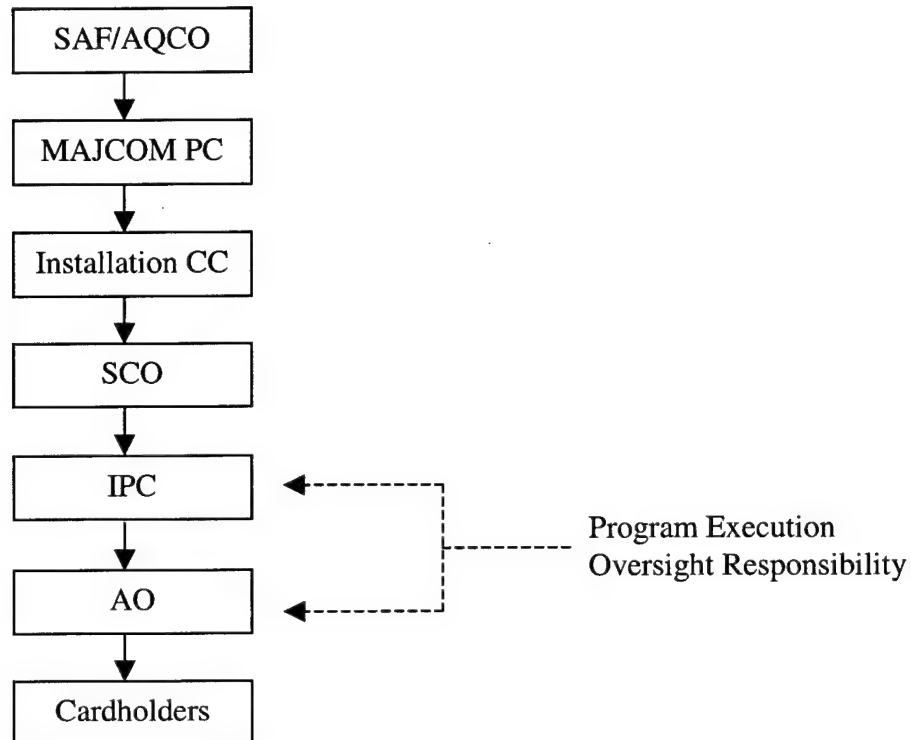 SAF/AQCO
MAJCOM PC
Installation CC
SCO
IPC
Program Execution
Oversight Responsibility
AO
Cardholders